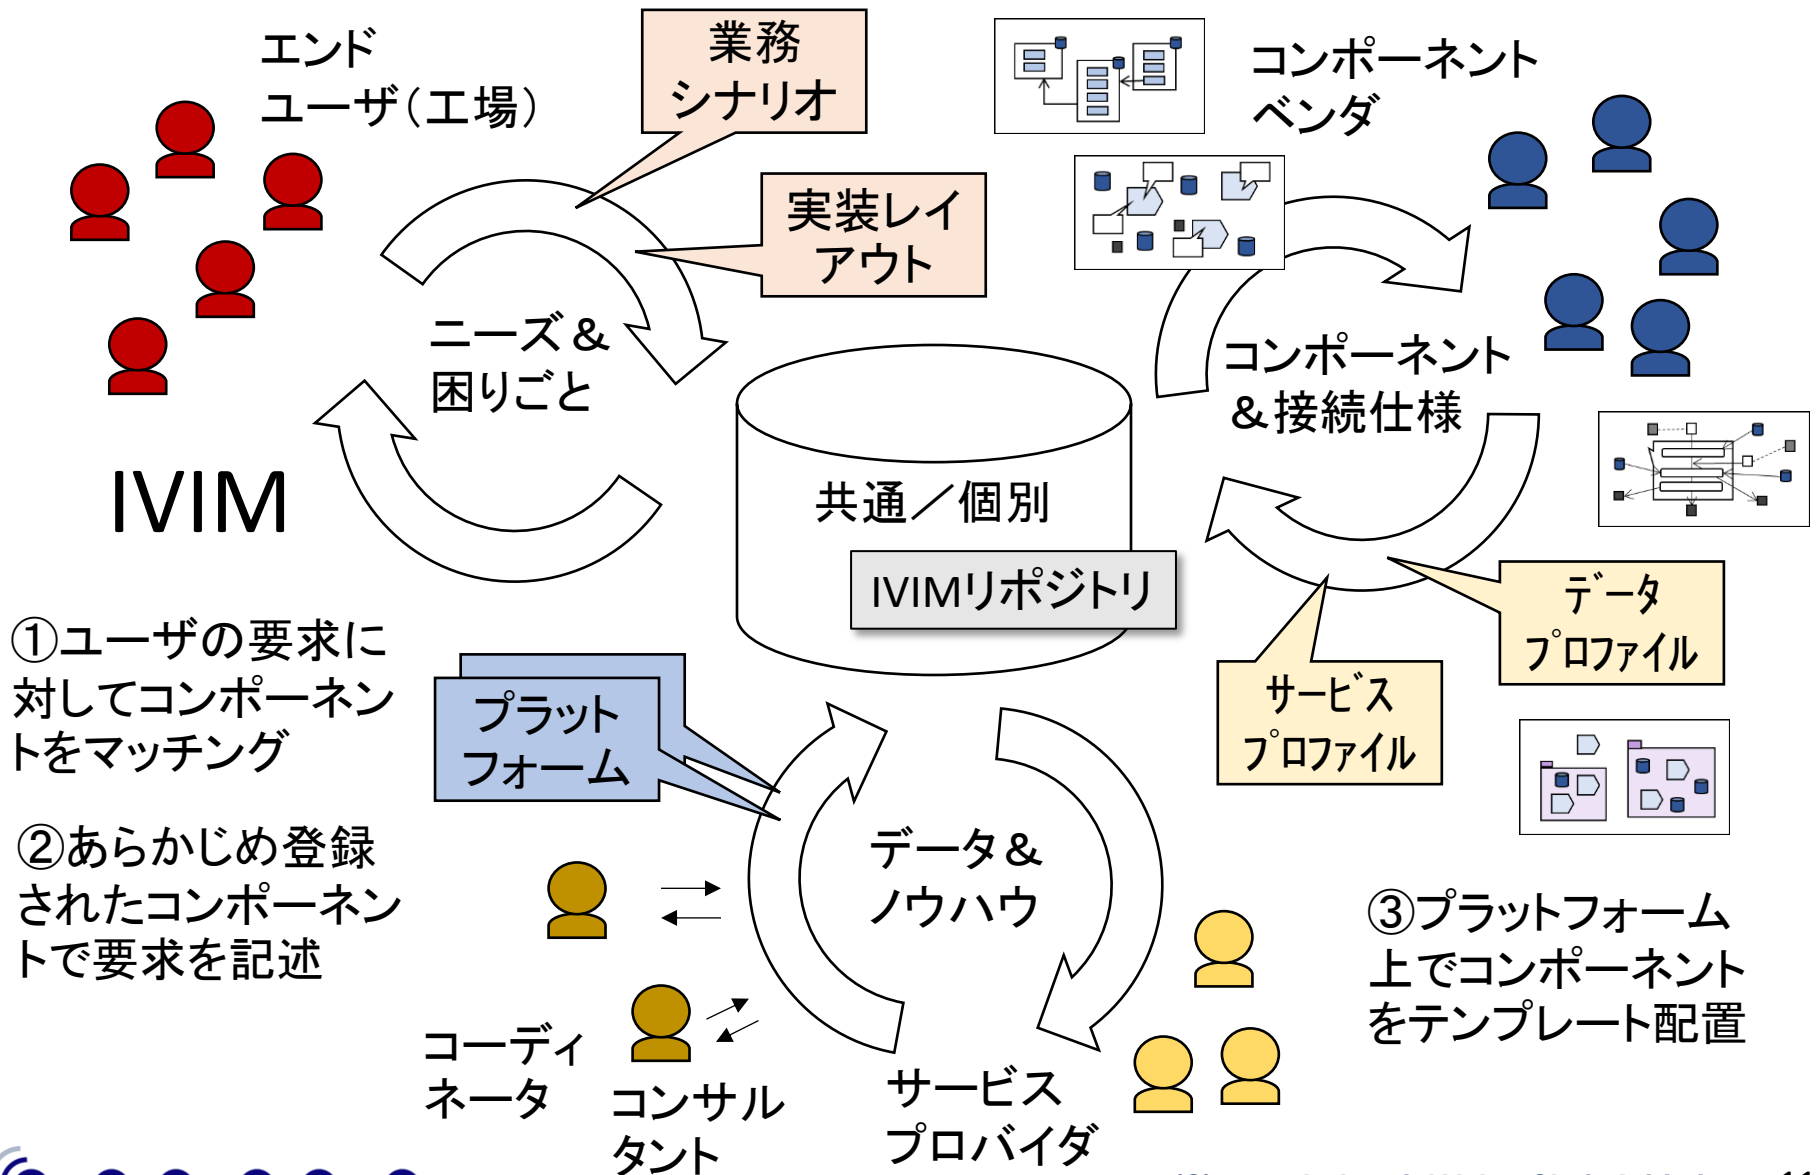 エンド
ユーザ（工場）
業務
シナリオ
実装レイ
アウト
コンポーネント
ベンダ
ニーズ＆
困りごと
コンポーネント
＆接続仕様
IVIM
共通／個別
IVIMリポジトリ
データ
プロファイル
サービス
プロファイル
①ユーザの要求に
対してコンポーネン
トをマッチング
プラット
フォーム
②あらかじめ登録
されたコンポーネン
トで要求を記述
データ＆
ノウハウ
③プラットフォーム
上でコンポーネント
をテンプレート配置
コーディ
ネータ
コンサル
タント
サービス
プロバイダ